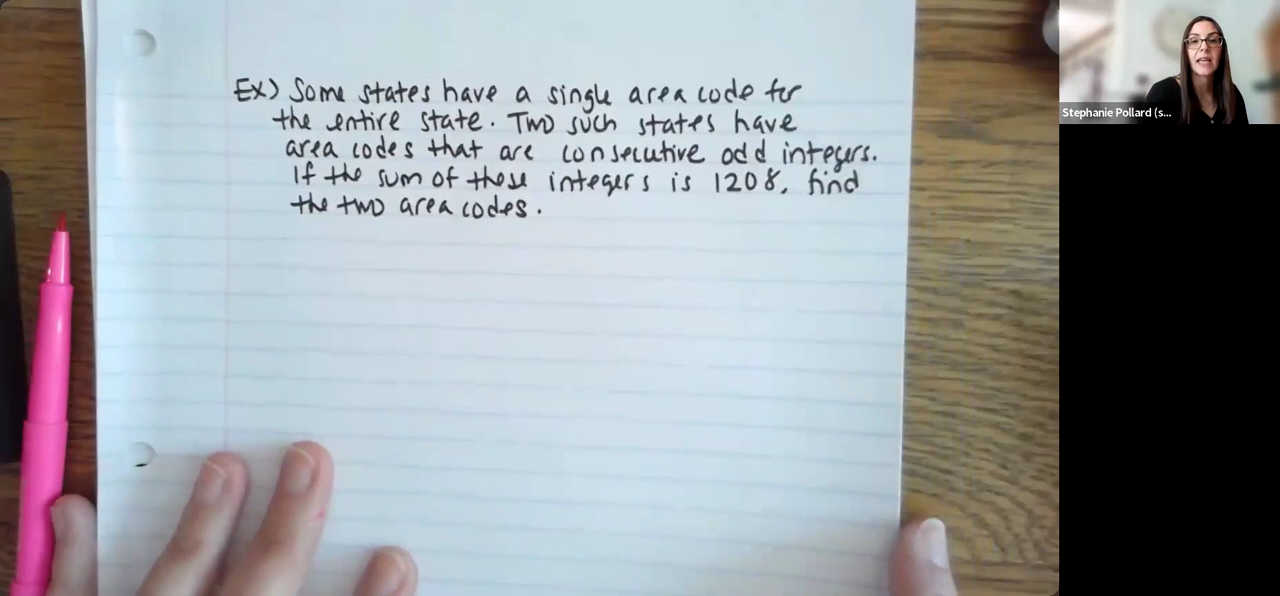 Ex) Some states have a single area code for
the entire state. Two such states have
area codes that are consecutive odd integers.
If the sum of these integers is 1208, find
the two area codes.
Stephanie Pollard (s...